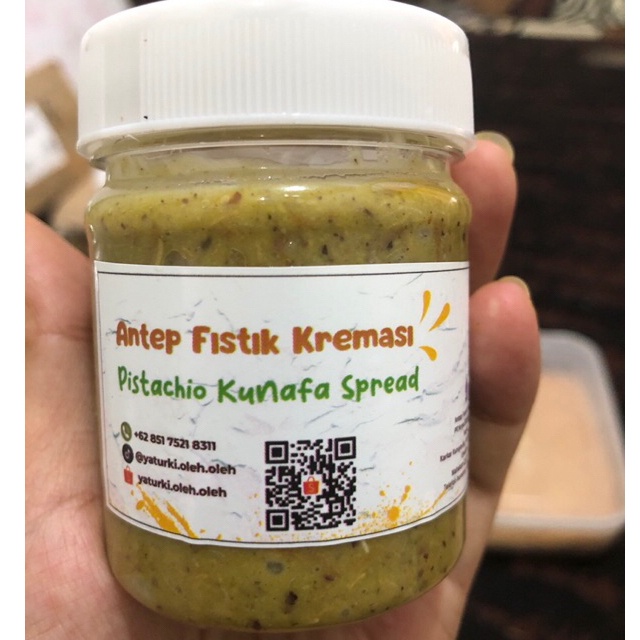 Antep Fıstık Kreması
Pistachio Kunafa Spread
+62 851 7521 8311
@yaturki.oleh.oleh
yaturki.oleh.oleh